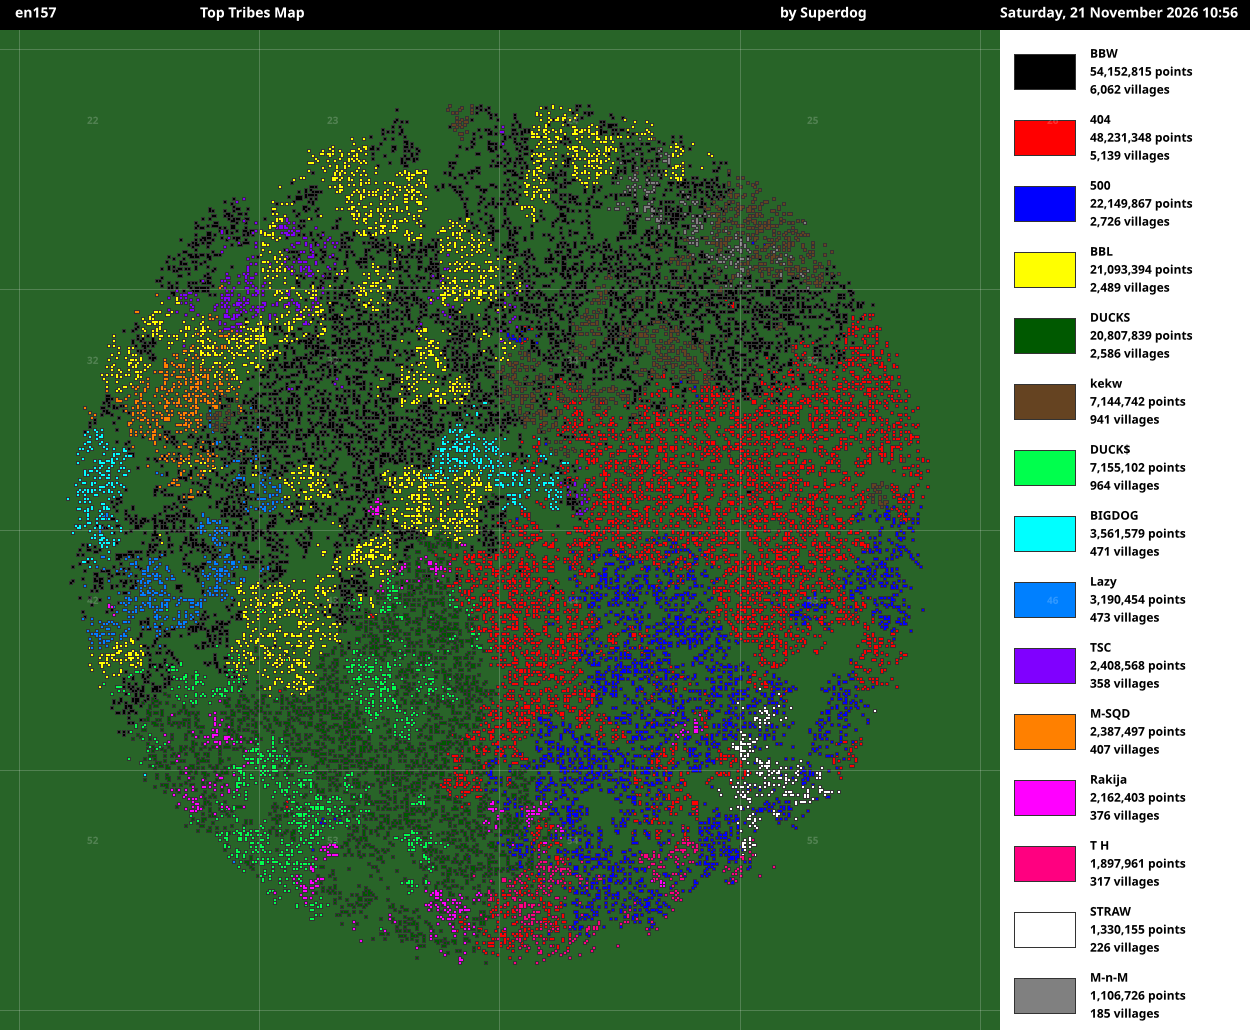 en157 Top Tribes Map by Superdog Saturday, 21 November 2026 10:56
BBW
54,152,815 points
6,062 villages
404
48,231,348 points
5,139 villages
500
22,149,867 points
2,726 villages
BBL
21,093,394 points
2,489 villages
DUCKS
20,807,839 points
2,586 villages
kekw
7,144,742 points
941 villages
DUCK$
7,155,102 points
964 villages
BIGDOG
3,561,579 points
471 villages
Lazy
3,190,454 points
473 villages
TSC
2,408,568 points
358 villages
M-SQD
2,387,497 points
407 villages
Rakija
2,162,403 points
376 villages
T H
1,897,961 points
317 villages
STRAW
1,330,155 points
226 villages
M-n-M
1,106,726 points
185 villages
22 23 25
32
46
52 53 55